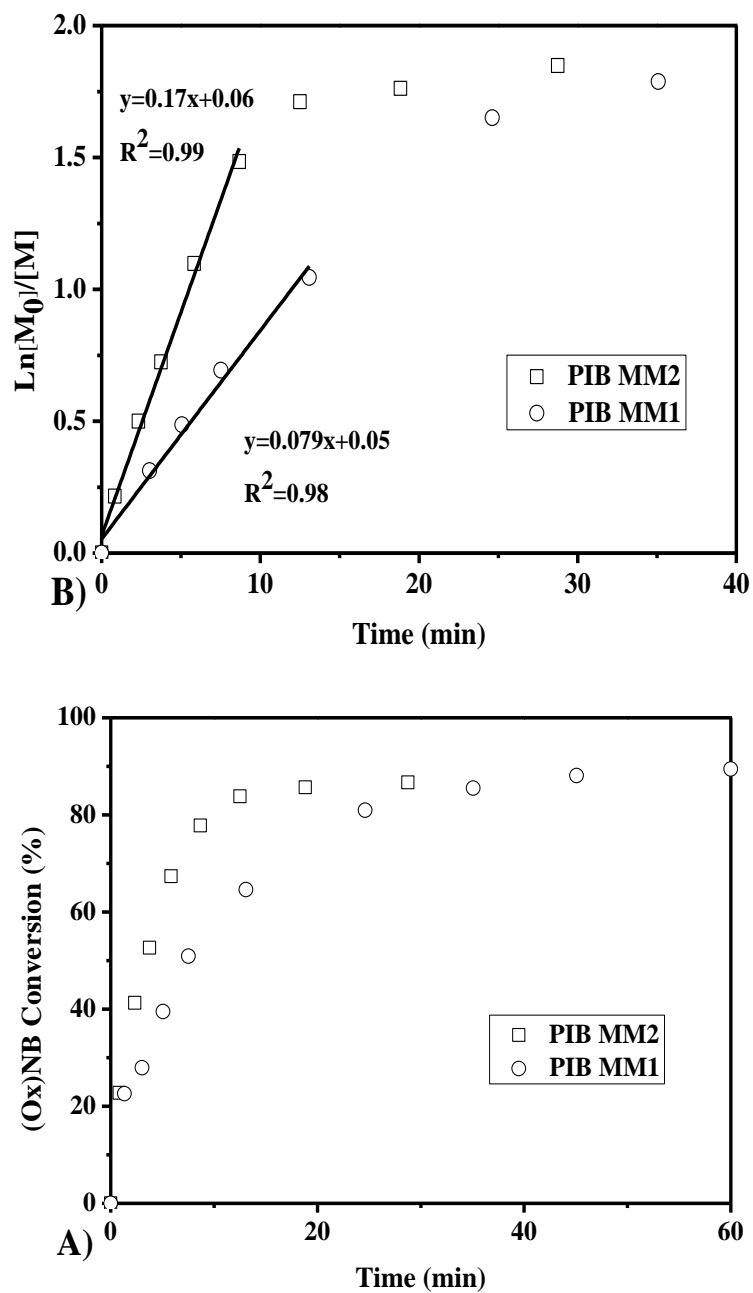 2.0
y=0.17x+0.06
R²=0.99
1.5
Ln[M₀]/[M]
1.0
PIB MM2
PIB MM1
0.5
y=0.079x+0.05
R²=0.98
0.0
0 10 20 30 40
B)
Time (min)
100
80
(Ox)NB Conversion (%)
60
40
PIB MM2
PIB MM1
20
0
0 20 40 60
A)
Time (min)